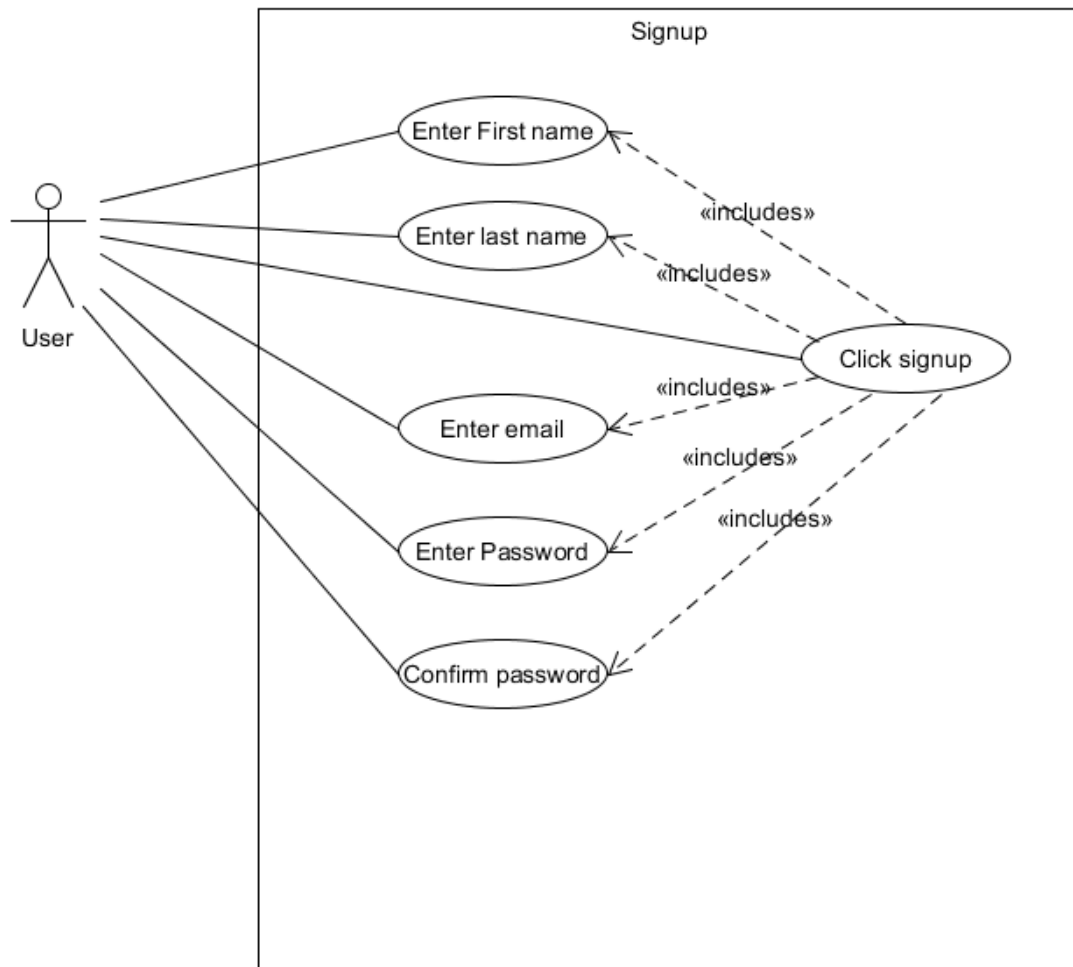 Signup
Enter First name
«includes»
Enter last name
«includes»
User
Click signup
«includes»
Enter email
«includes»
«includes»
Enter Password
Confirm password